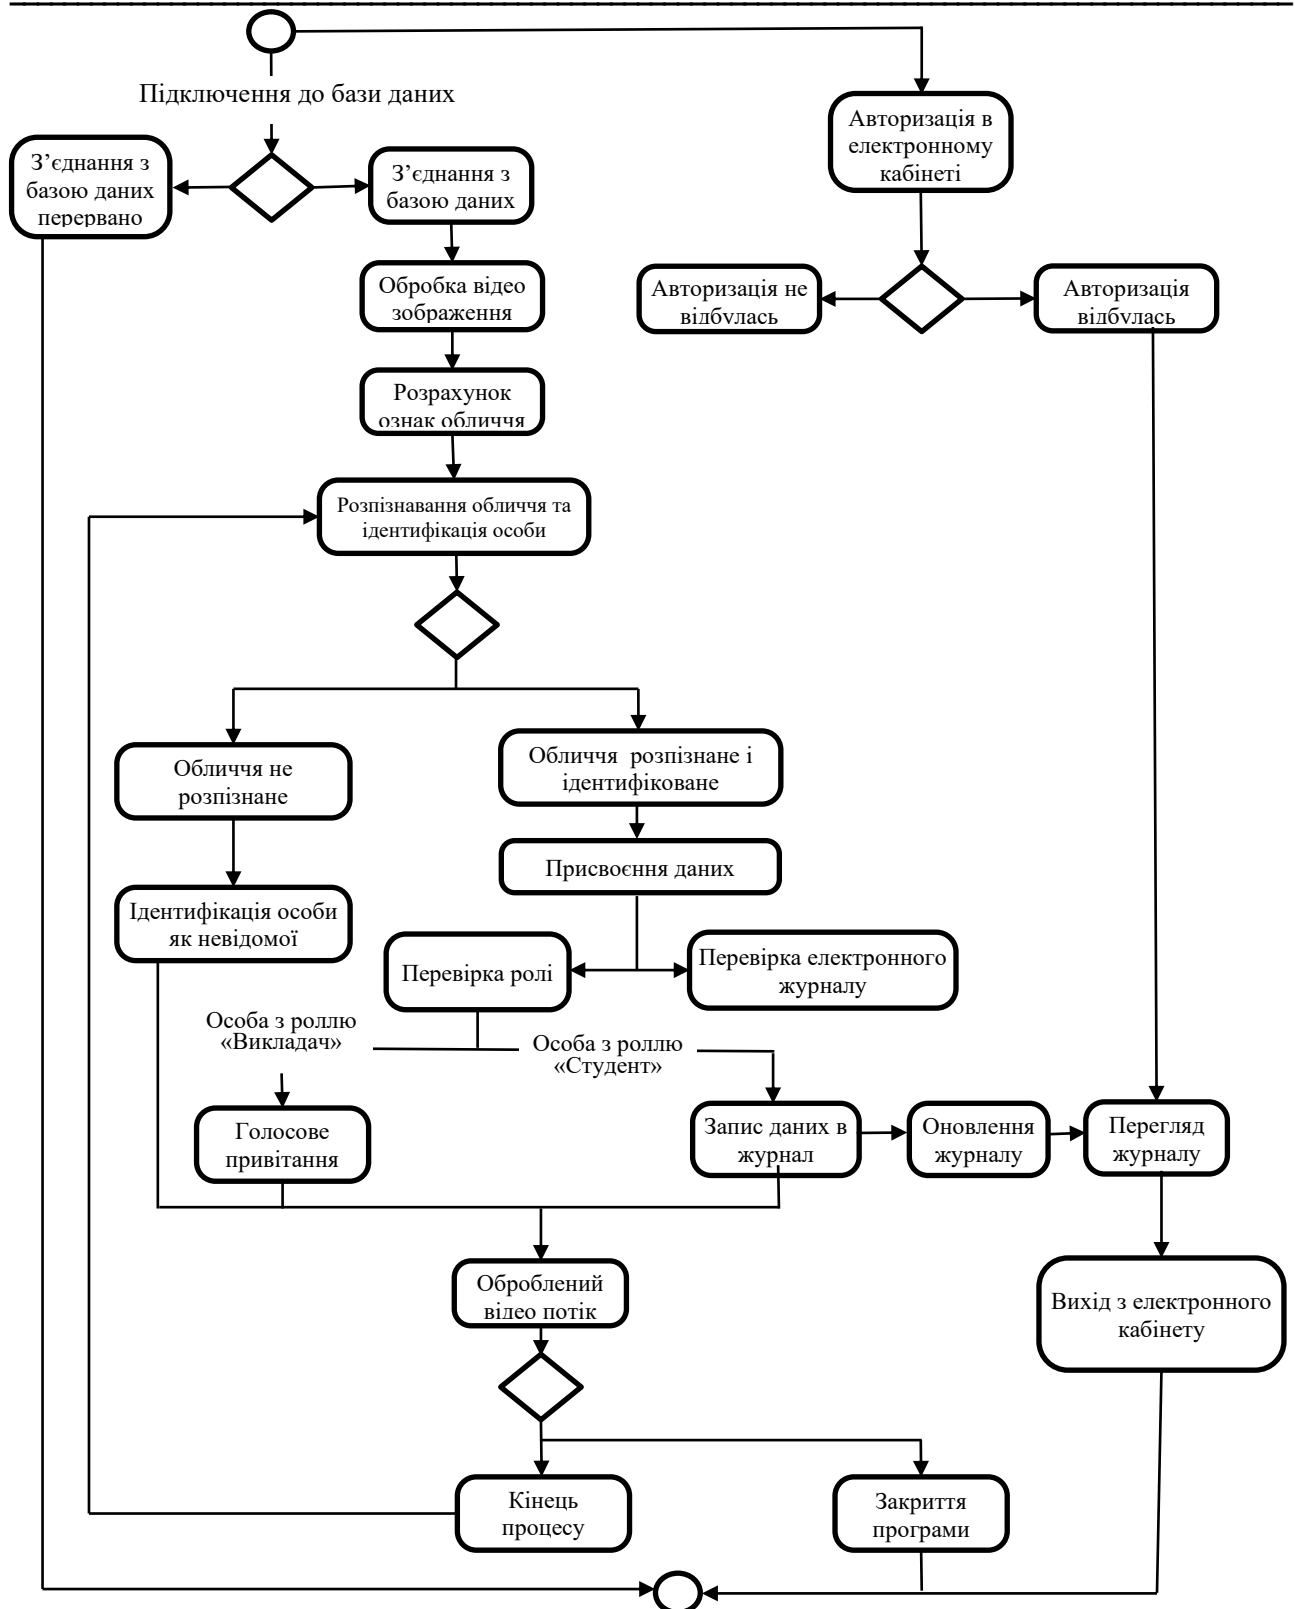 Підключення до бази даних
Авторизація в
електронному
кабінеті
З’єднання з
базою даних
перервано
З’єднання з
базою даних
Обробка відео
зображення
Авторизація не
відбулась
Авторизація
відбулась
Розрахунок
ознак обличчя
Розпізнавання обличчя та
ідентифікація особи
Обличчя не
розпізнане
Обличчя розпізнане і
ідентифіковане
Присвоєння даних
Ідентифікація особи
як невідомої
Перевірка ролі
Перевірка електронного
журналу
Особа з роллю
«Викладач»
Особа з роллю
«Студент»
Голосове
привітання
Запис даних в
журнал
Оновлення
журналу
Перегляд
журналу
Оброблений
відео потік
Вихід з електронного
кабінету
Кінець
процесу
Закриття
програми